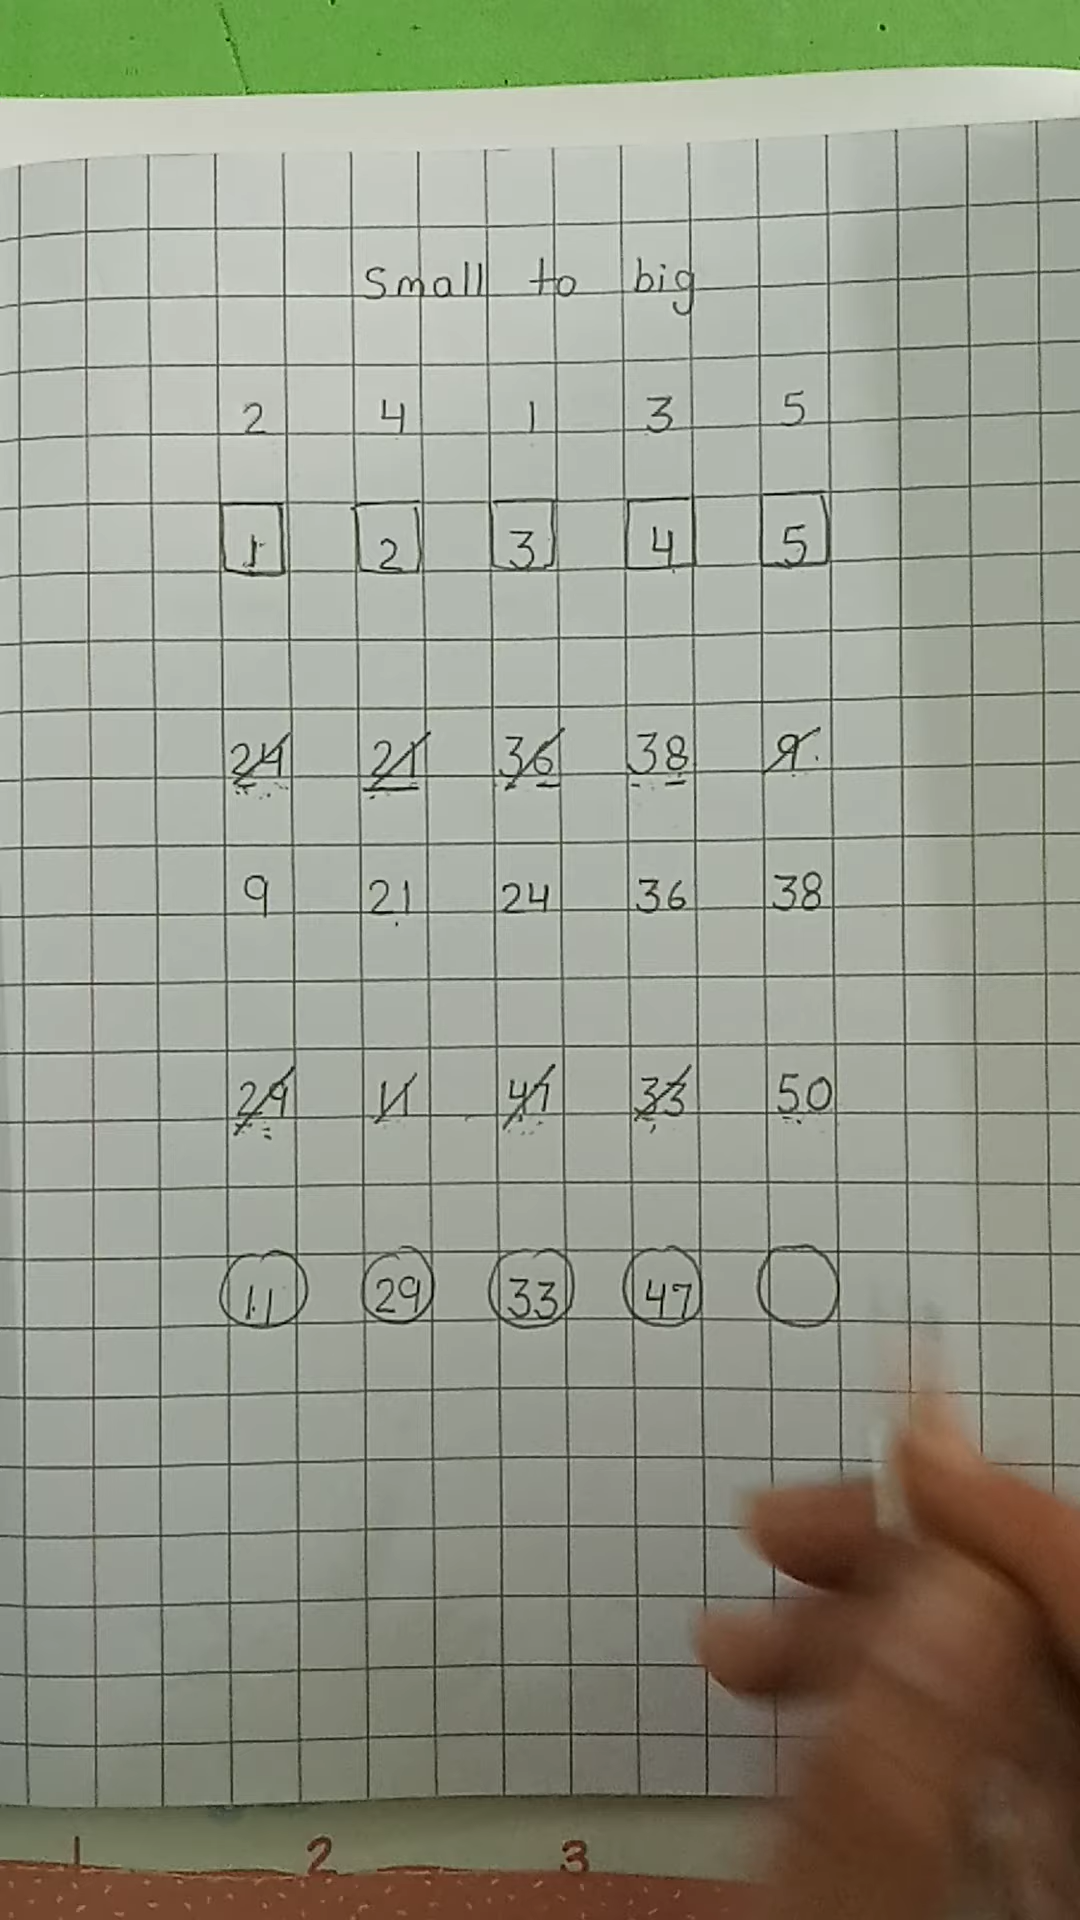 Small to big
2 4 1 3 5
1 2 3 4 5
24 21 36 38 9
9 21 24 36 38
29 11 47 33 50
11 29 33 47
1 2 3